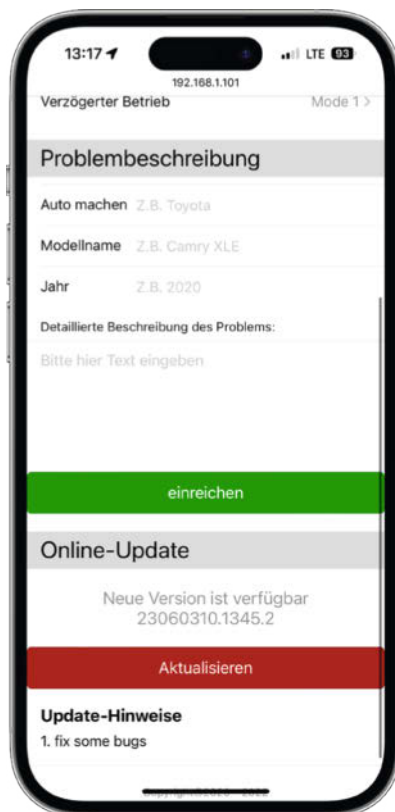 13:17
LTE 93
192.168.1.101
Verzögerter Betrieb Mode 1 >
Problembeschreibung
Auto machen Z.B. Toyota
Modellname Z.B. Camry XLE
Jahr Z.B. 2020
Detaillierte Beschreibung des Problems:
Bitte hier Text eingeben
einreichen
Online-Update
Neue Version ist verfügbar
23060310.1345.2
Aktualisieren
Update-Hinweise
1. fix some bugs